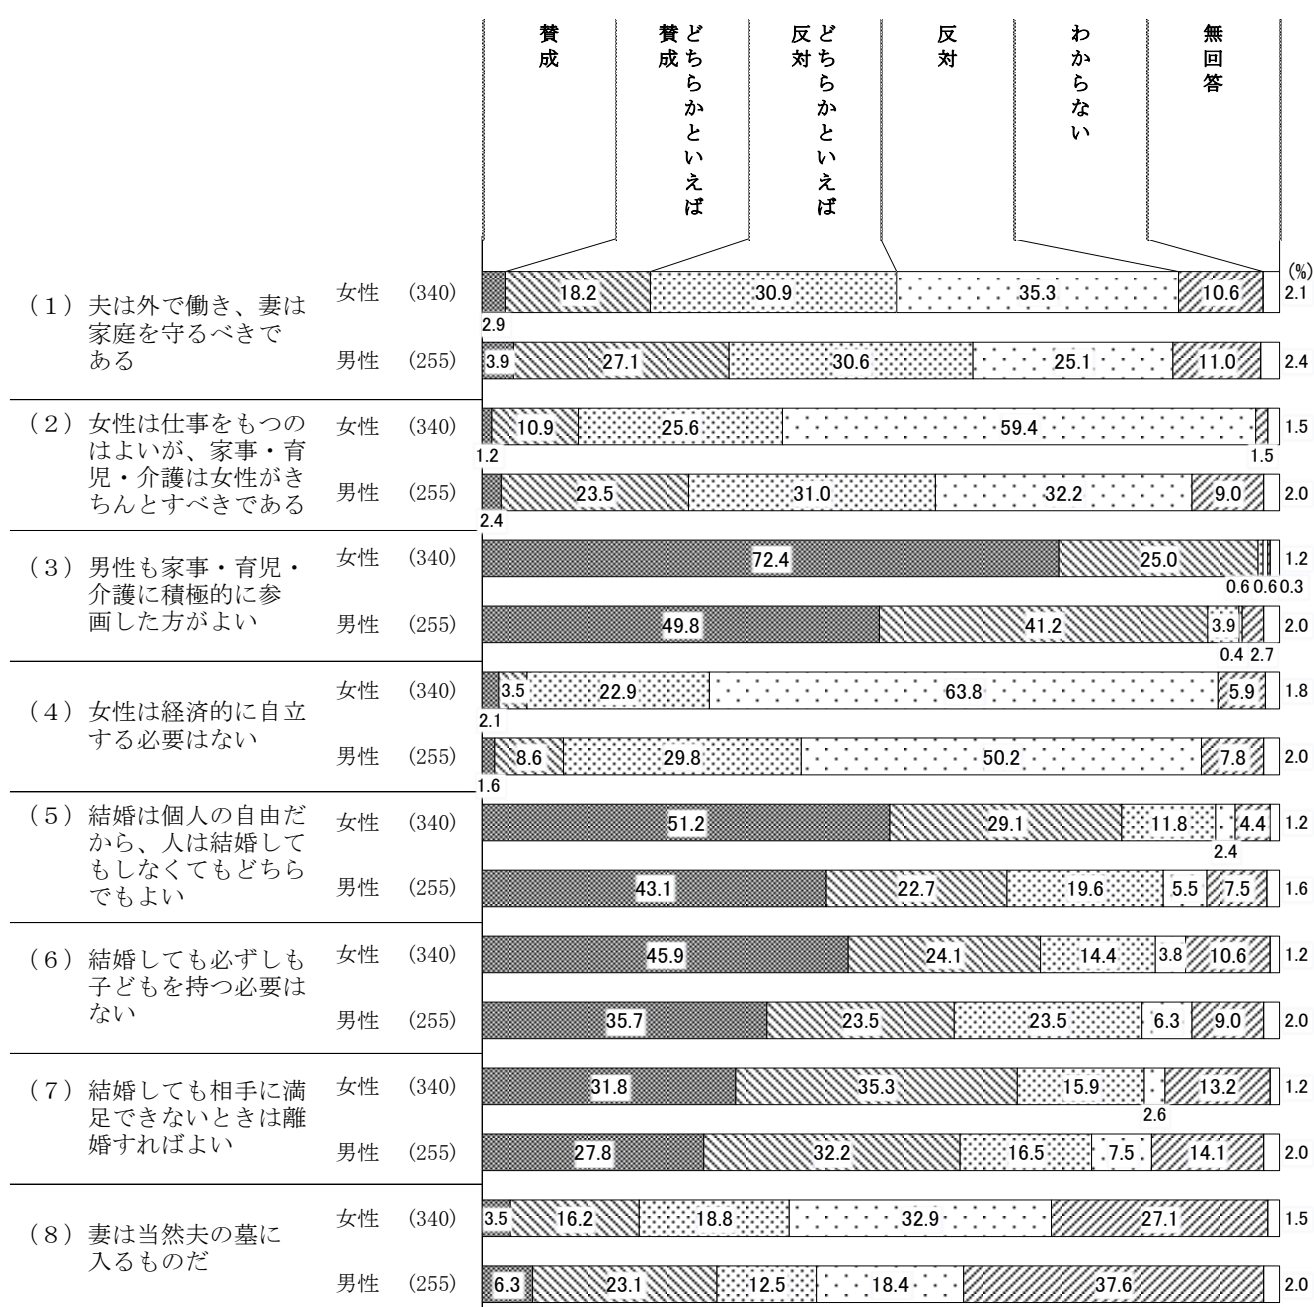 賛成
どちらかといえば
賛成
どちらかといえば
反対
反対
わからない
無回答
(%)
(1) 夫は外で働き、妻は
家庭を守るべきで
ある
女性 (340)
18.2 30.9 35.3 10.6 2.1
2.9
男性 (255)
3.9 27.1 30.6 25.1 11.0 2.4
(2) 女性は仕事をもつの
はよいが、家事・育
児・介護は女性がき
ちんとすべきである
女性 (340)
10.9 25.6 59.4 1.5
1.2 1.5
男性 (255)
23.5 31.0 32.2 9.0 2.0
2.4
(3) 男性も家事・育児・
介護に積極的に参
画した方がよい
女性 (340)
72.4 25.0 1.2
0.6 0.6 0.3
男性 (255)
49.8 41.2 3.9 2.0
0.4 2.7
(4) 女性は経済的に自立
する必要はない
女性 (340)
3.5 22.9 63.8 5.9 1.8
2.1
男性 (255)
8.6 29.8 50.2 7.8 2.0
1.6
(5) 結婚は個人の自由だ
から、人は結婚して
もしなくてもどちら
でもよい
女性 (340)
51.2 29.1 11.8 4.4 1.2
2.4
男性 (255)
43.1 22.7 19.6 5.5 7.5 1.6
(6) 結婚しても必ずしも
子どもを持つ必要は
ない
女性 (340)
45.9 24.1 14.4 3.8 10.6 1.2
男性 (255)
35.7 23.5 23.5 6.3 9.0 2.0
(7) 結婚しても相手に満
足できないときは離
婚すればよい
女性 (340)
31.8 35.3 15.9 13.2 1.2
2.6
男性 (255)
27.8 32.2 16.5 7.5 14.1 2.0
(8) 妻は当然夫の墓に
入るものだ
女性 (340)
3.5 16.2 18.8 32.9 27.1 1.5
男性 (255)
6.3 23.1 12.5 18.4 37.6 2.0